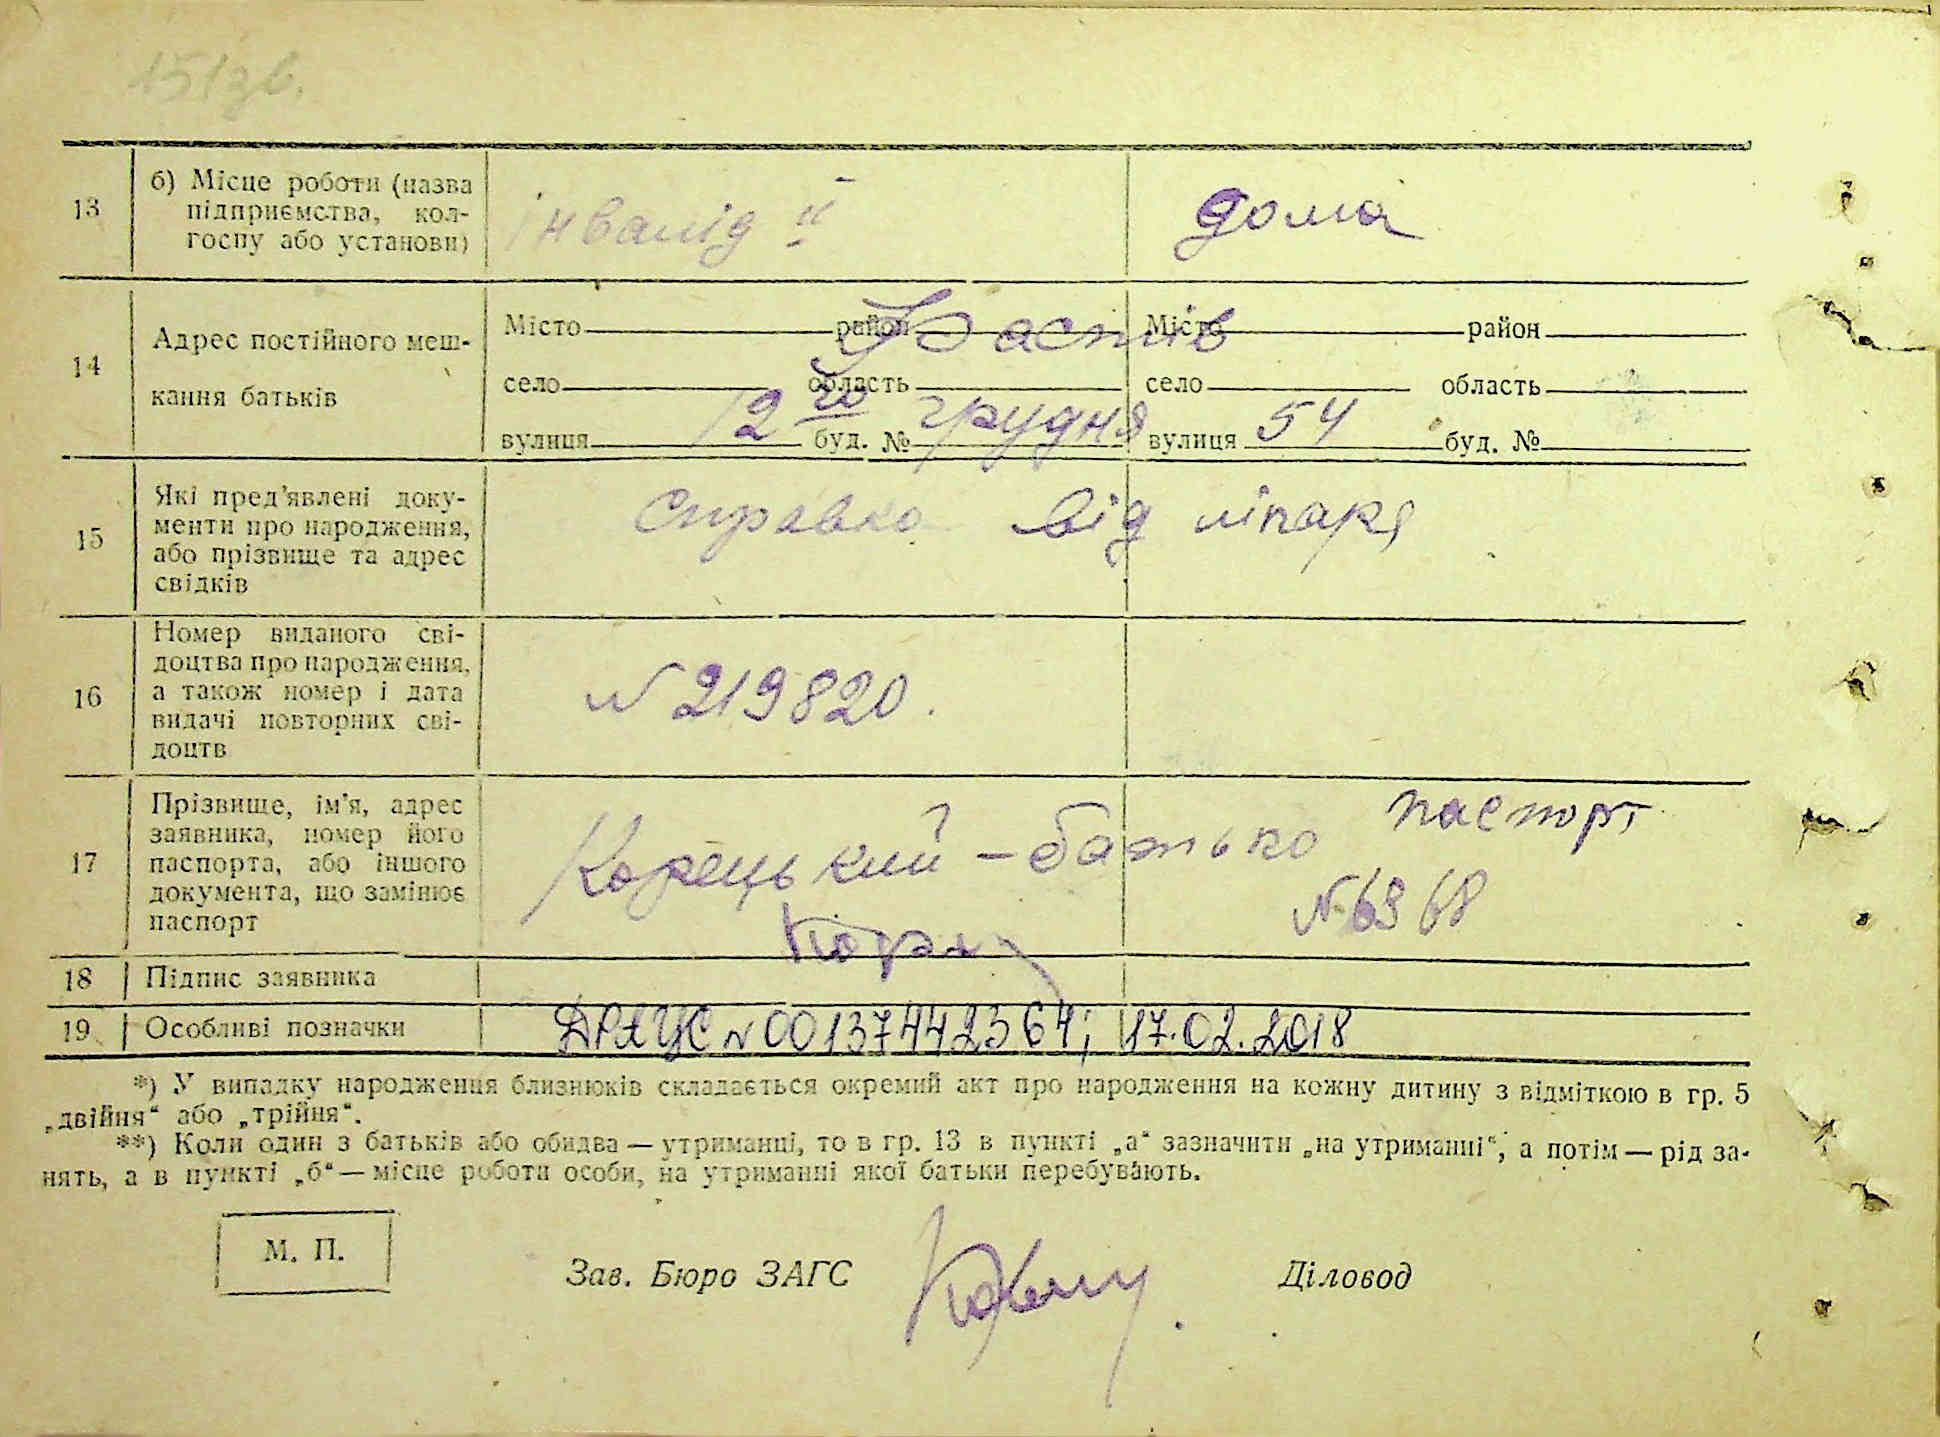 151зв.
13
б) Місце роботи (назва
підприємства, кол-
госпу або установи)
інвалід ІІ
дома
14
Адрес постійного меш-
кання батьків
Місто район Місто район
Фастів
село область село область
12го грудня 54
вулиця буд. № вулиця буд. №
15
Які пред'явлені доку-
менти про народження,
або прізвище та адрес
свідків
Справка від лікаря
16
Номер виданого сві-
доцтва про народження,
а також номер і дата
видачі повторних сві-
доцтв
№ 219820.
17
Прізвище, ім'я, адрес
заявника, номер його
паспорта, або іншого
документа, що замінює
паспорт
Корецький – батько паспорт
№ 6968
18 Підпис заявника
19 Особливі позначки
ДРАЦС № 00137442364; 17.02.2018
*) У випадку народження близнюків складається окремий акт про народження на кожну дитину з відміткою в гр. 5
„двійня“ або „трійня“.
**) Коли один з батьків або обидва — утриманці, то в гр. 13 в пункті „а“ зазначити „на утриманні“, а потім — рід за-
нять, а в пункті „б“ — місце роботи особи, на утриманні якої батьки перебувають.
М. П.
Зав. Бюро ЗАГС
Діловод